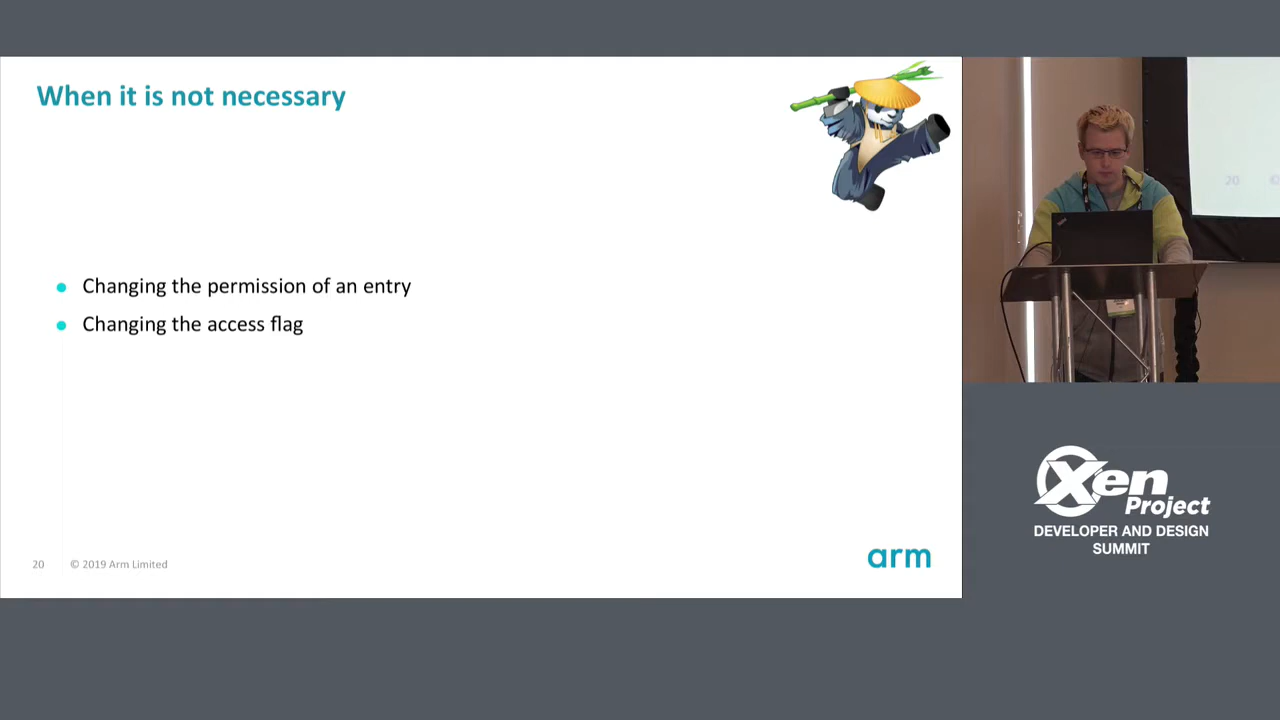 When it is not necessary
Changing the permission of an entry
Changing the access flag
20 © 2019 Arm Limited
arm
20 ©
Xen
Project
DEVELOPER AND DESIGN
SUMMIT